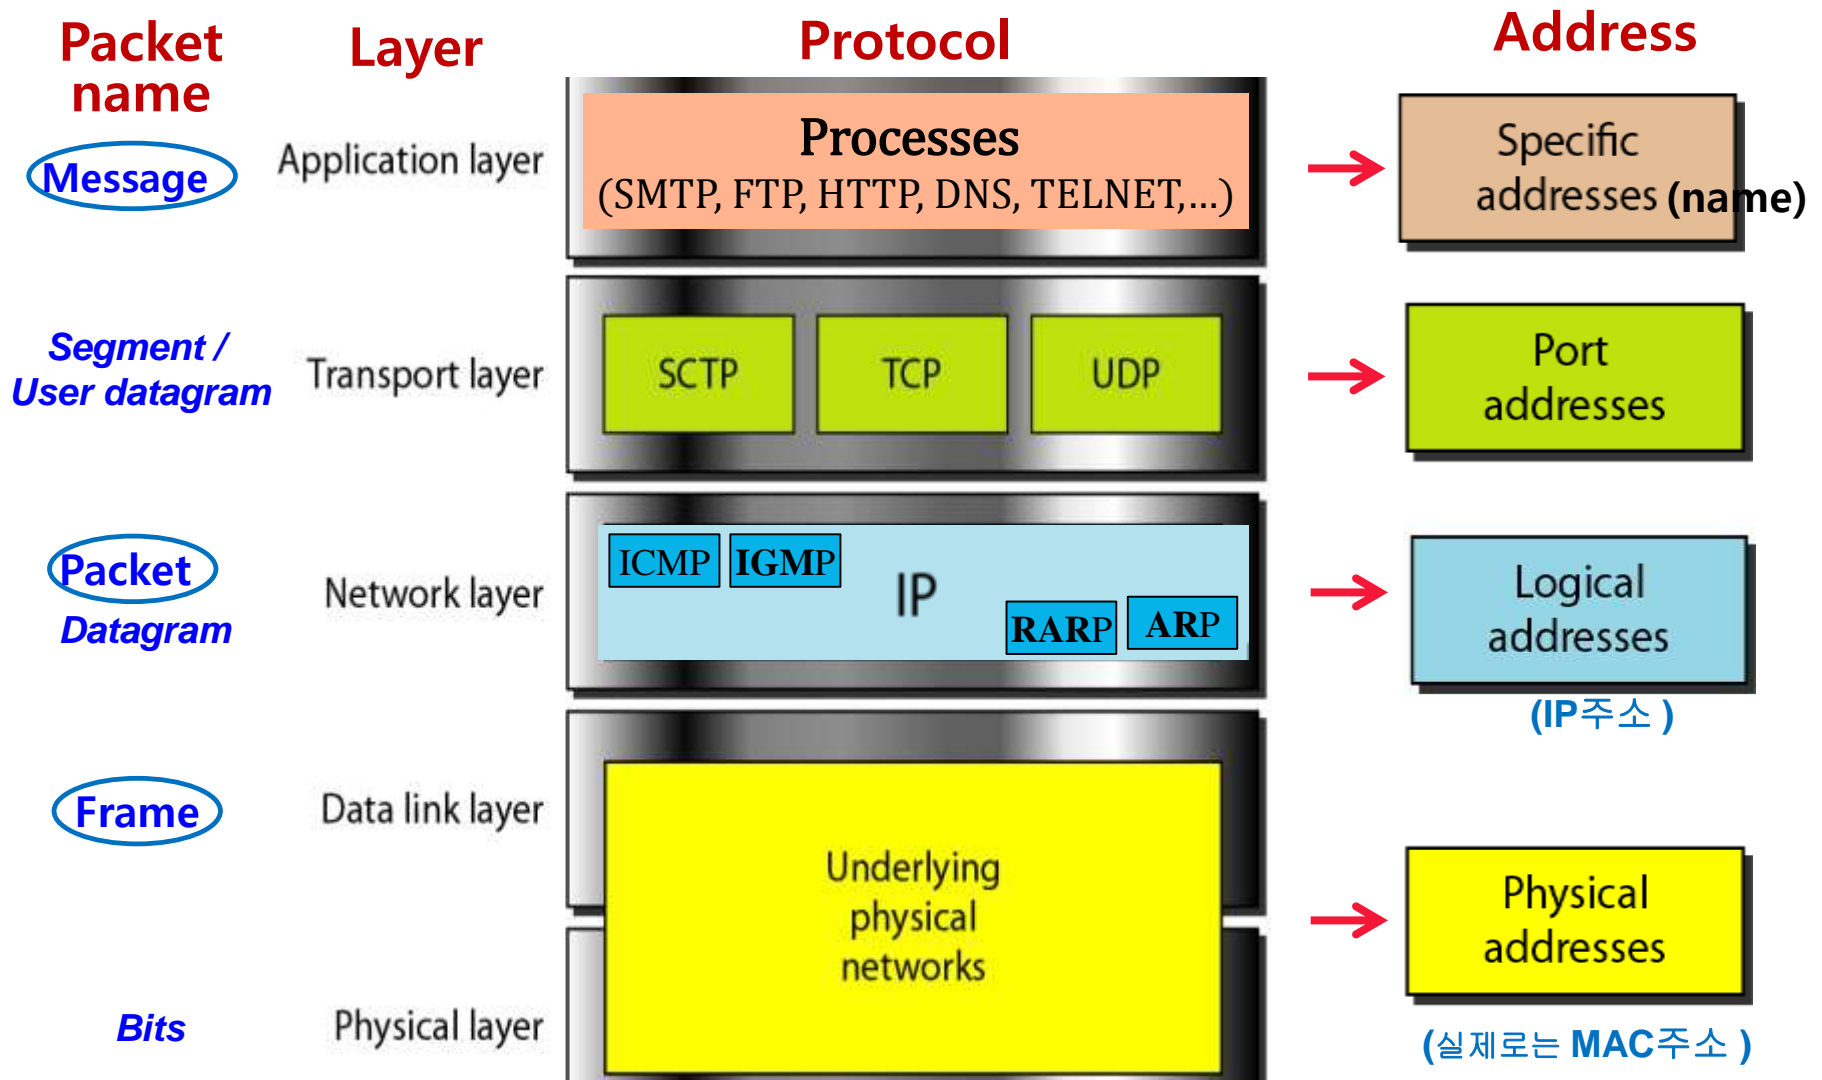 Packet
name
Layer
Protocol
Address
Message
Application layer
Processes
(SMTP, FTP, HTTP, DNS, TELNET,...)
Specific
addresses (name)
Segment /
User datagram
Transport layer
SCTP
TCP
UDP
Port
addresses
Packet
Datagram
Network layer
ICMP
IGMP
IP
RARP
ARP
Logical
addresses
(IP주소 )
Frame
Data link layer
Underlying
physical
networks
Physical
addresses
Bits
Physical layer
(실제로는 MAC주소 )